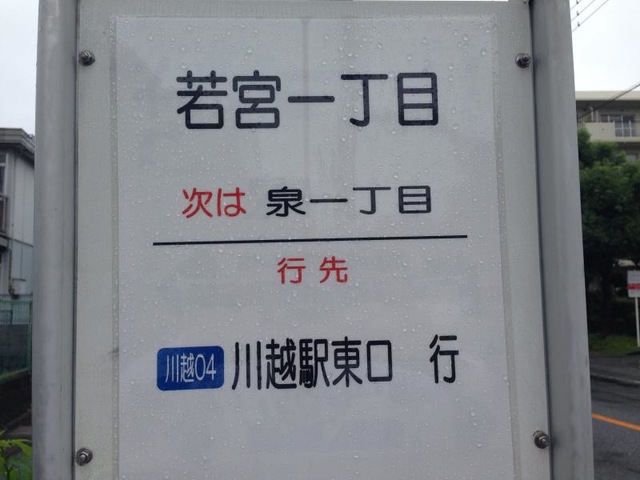 若宮一丁目
次は 泉一丁目
行先
川越04 川越駅東口 行